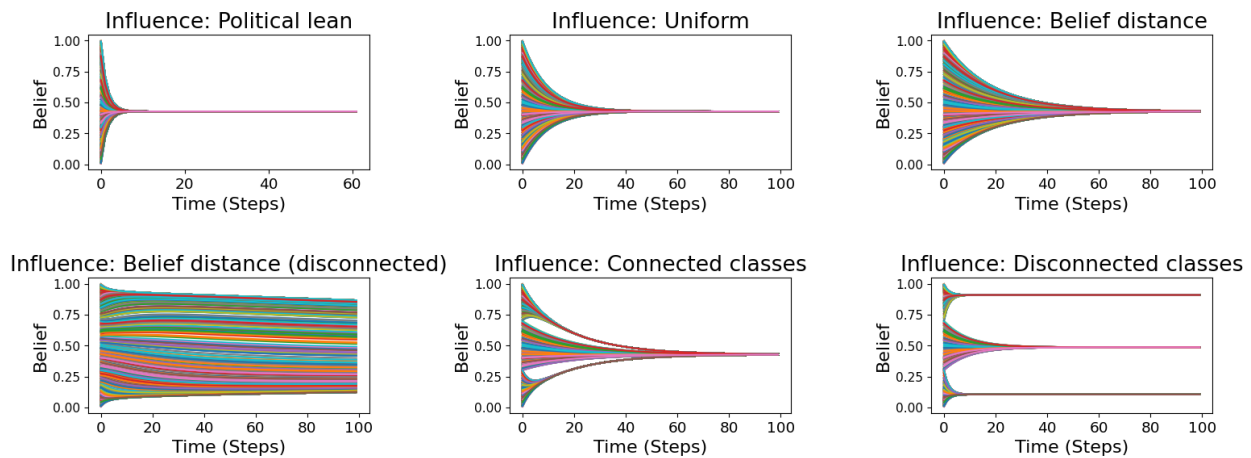 Influence: Political lean
1.00
0.75
0.50
0.25
0.00
Belief
0 20 40 60
Time (Steps)
Influence: Uniform
1.00
0.75
0.50
0.25
0.00
Belief
0 20 40 60 80 100
Time (Steps)
Influence: Belief distance
1.00
0.75
0.50
0.25
0.00
Belief
0 20 40 60 80 100
Time (Steps)
Influence: Belief distance (disconnected)
1.00
0.75
0.50
0.25
0.00
Belief
0 20 40 60 80 100
Time (Steps)
Influence: Connected classes
1.00
0.75
0.50
0.25
0.00
Belief
0 20 40 60 80 100
Time (Steps)
Influence: Disconnected classes
1.00
0.75
0.50
0.25
0.00
Belief
0 20 40 60 80 100
Time (Steps)